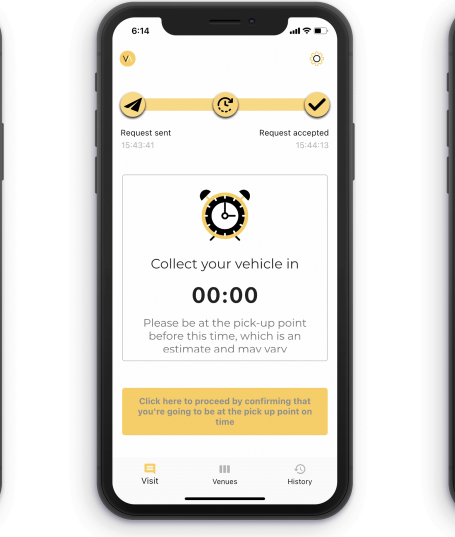 6:14
V
Request sent
Request accepted
15:43:41
15:44:13
Collect your vehicle in
00:00
Please be at the pick-up point
before this time, which is an
estimate and may vary
Click here to proceed by confirming that
you're going to be at the pick up point on
time
Visit
Venues
History